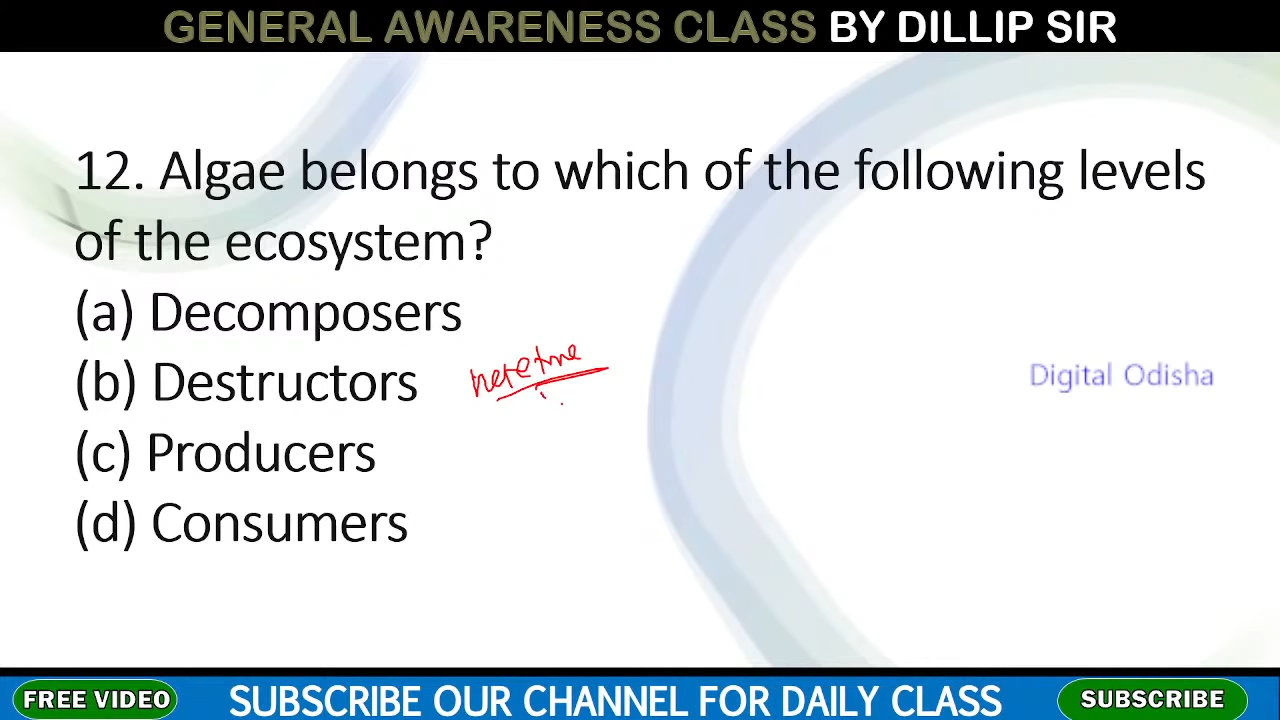 GENERAL AWARENESS CLASS BY DILLIP SIR
12. Algae belongs to which of the following levels
of the ecosystem?
(a) Decomposers
(b) Destructors
(c) Producers
(d) Consumers
Digital Odisha
FREE VIDEO
SUBSCRIBE OUR CHANNEL FOR DAILY CLASS
SUBSCRIBE